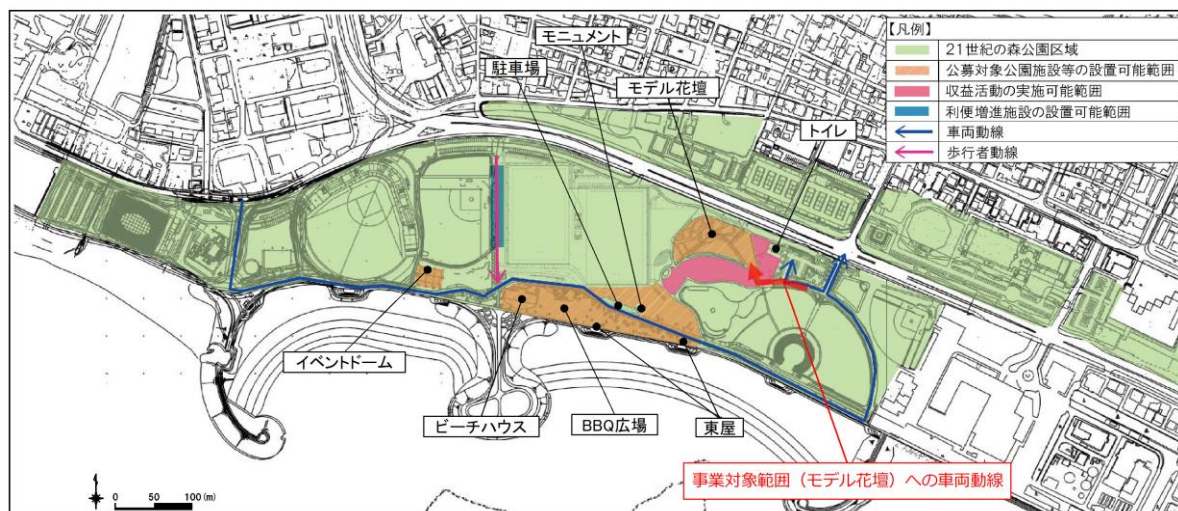 【凡例】
21世紀の森公園区域
公募対象公園施設等の設置可能範囲
収益活動の実施可能範囲
利便増進施設の設置可能範囲
車両動線
歩行者動線
モニュメント
駐車場
モデル花壇
トイレ
イベントドーム
ビーチハウス
BBQ広場
東屋
事業対象範囲（モデル花壇）への車両動線
0 50 100 (m)